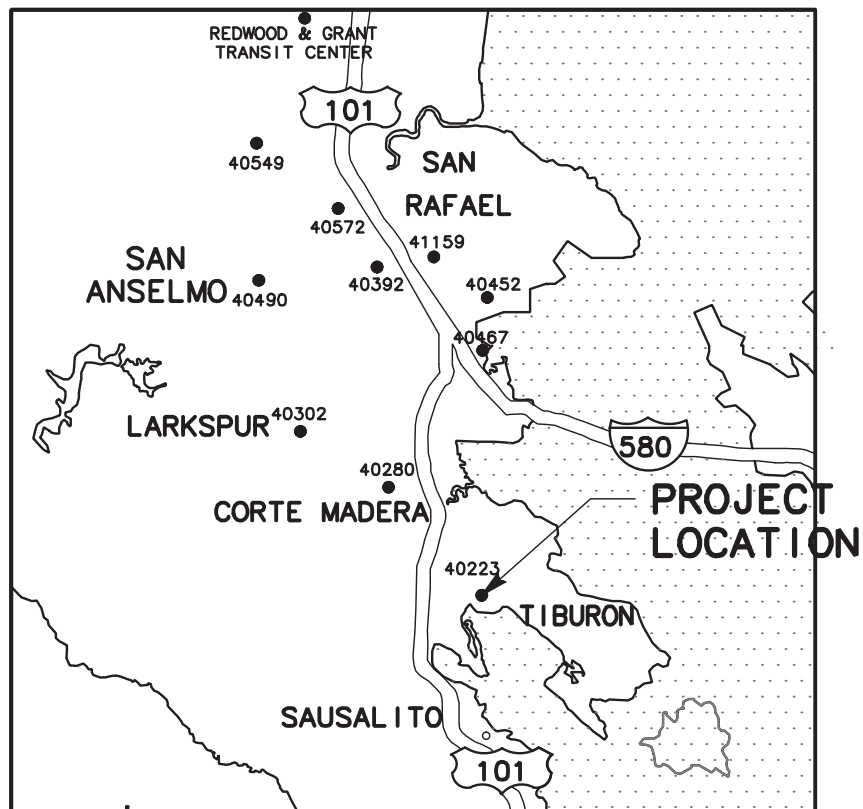 REDWOOD & GRANT
TRANSIT CENTER
101
40549
SAN
RAFAEL
40572
41159
SAN
ANSELMO
40490
40392
40452
40467
LARKSPUR
40302
580
40280
CORTE MADERA
PROJECT
LOCATION
40223
TIBURON
SAUSALITO
101